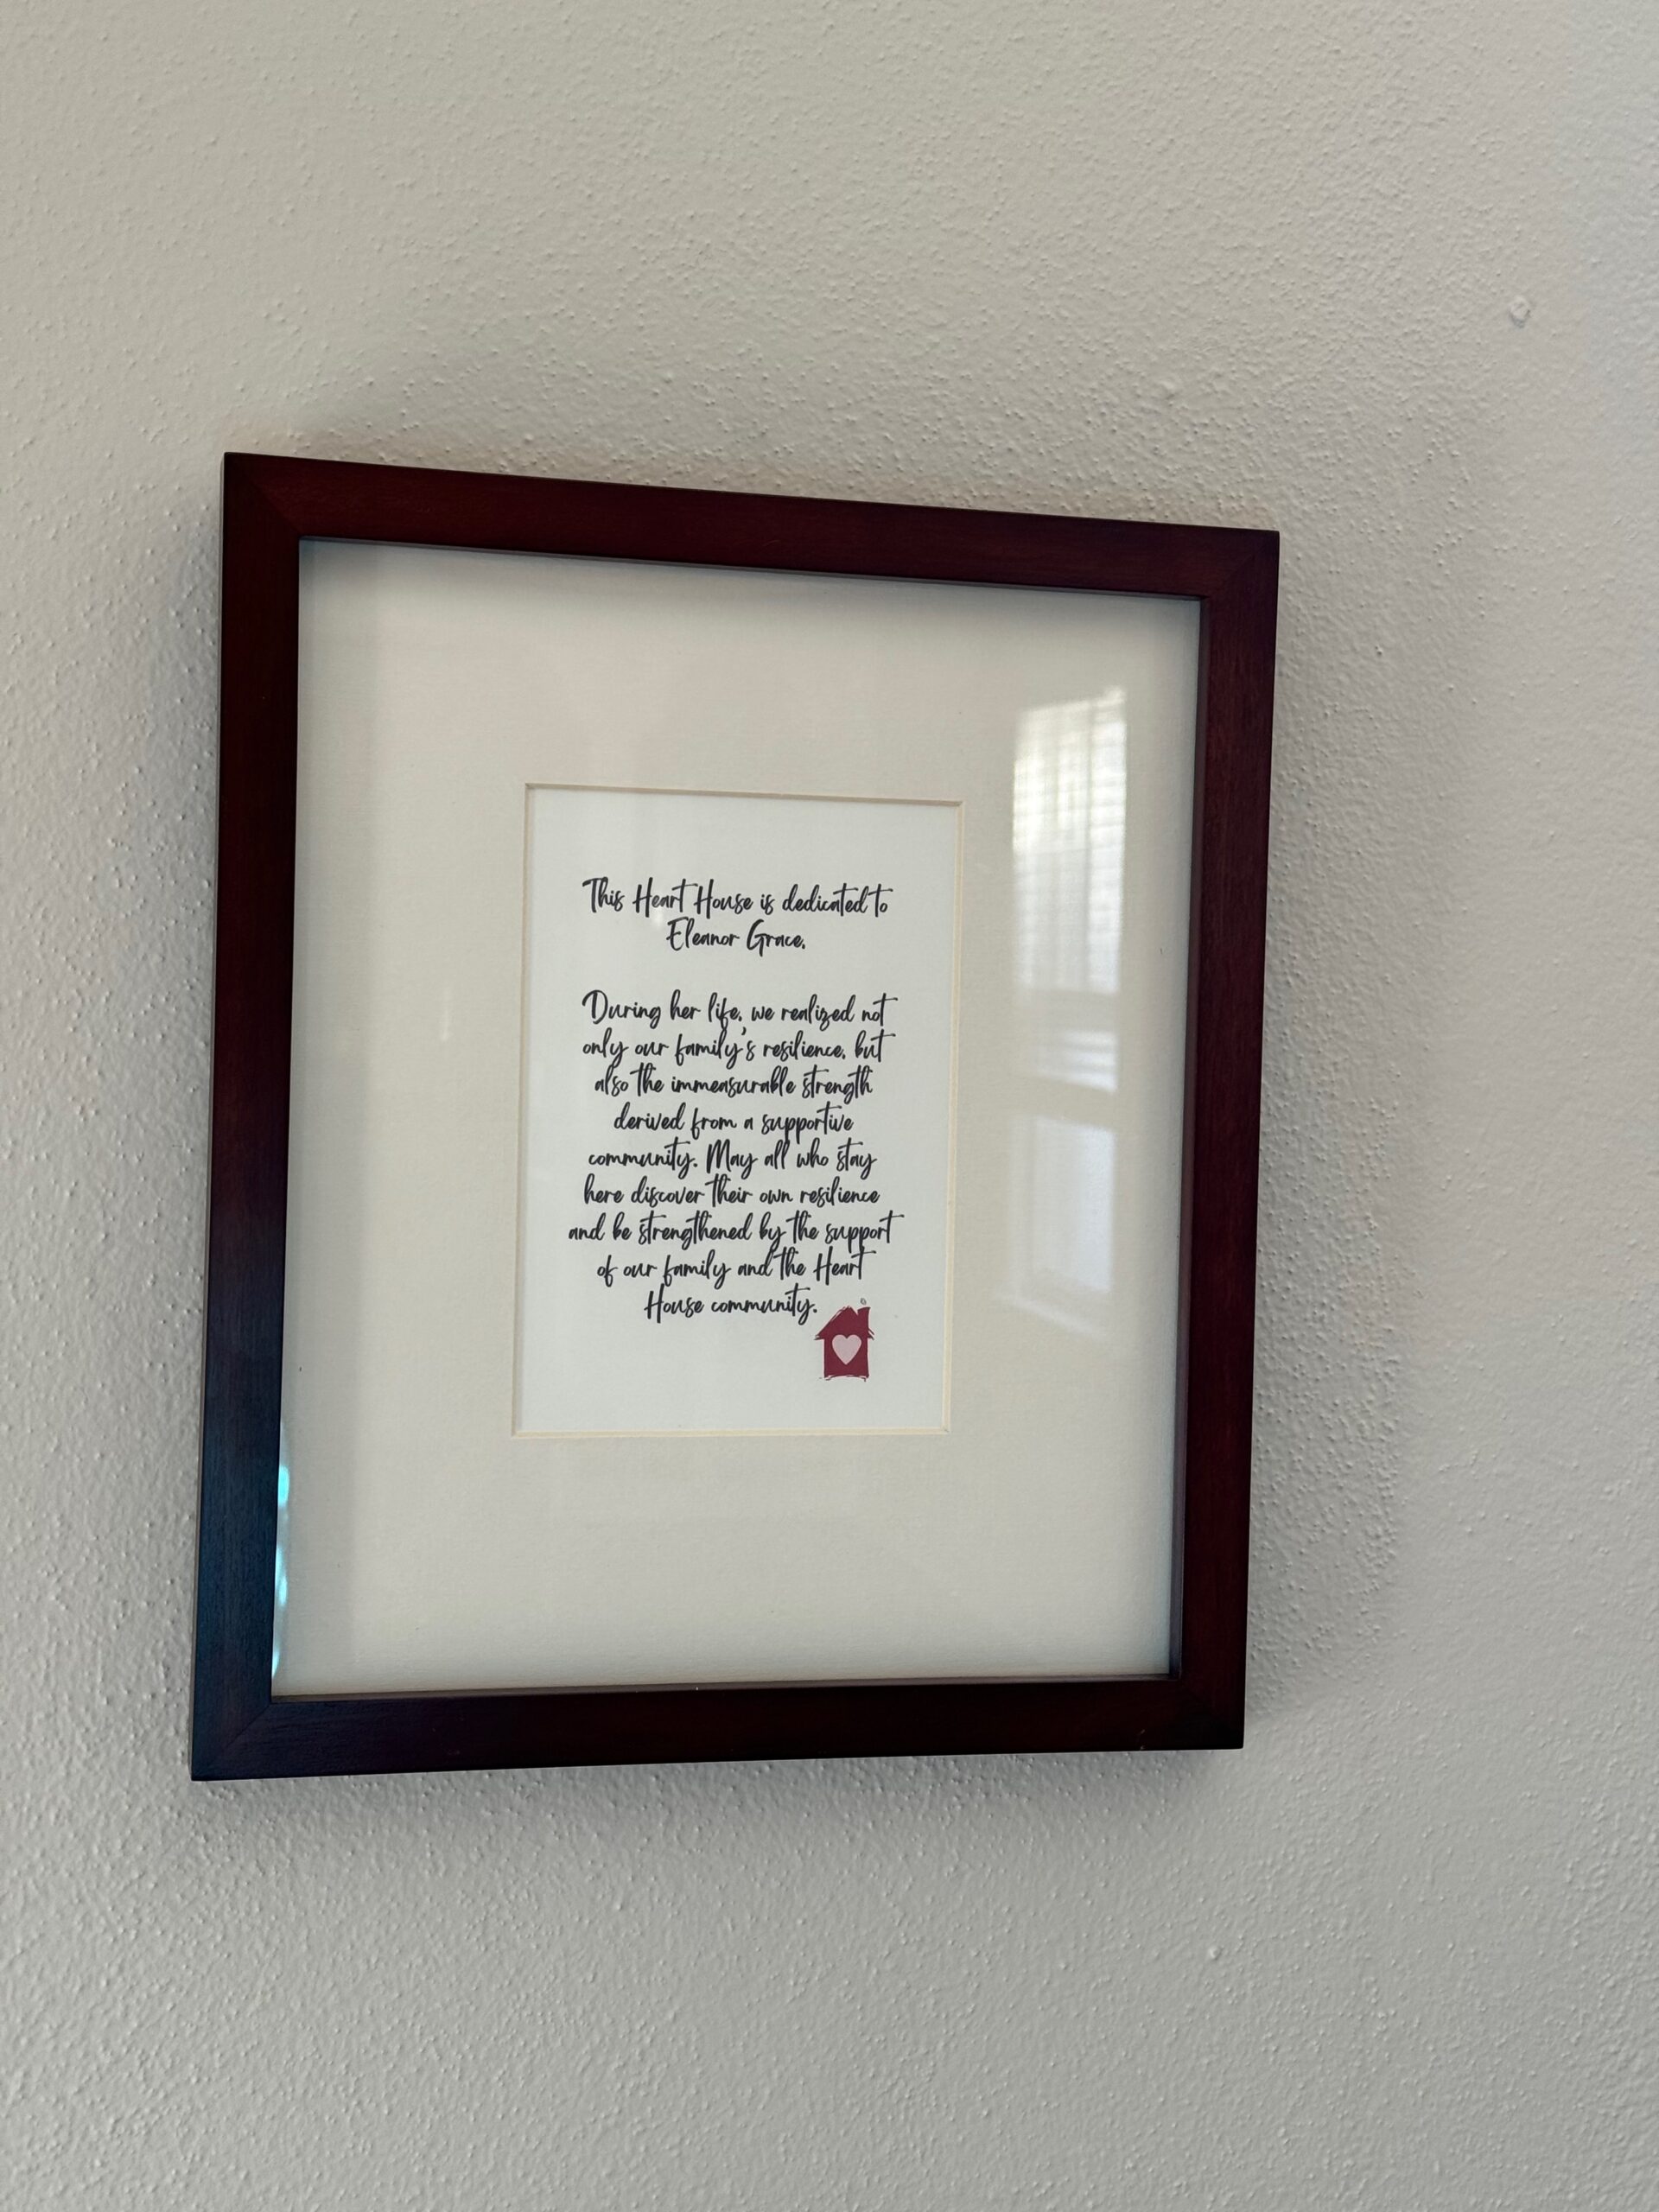 This Heart House is dedicated to
Eleanor Grace.
During her life, we realized not
only our family's resilience, but
also the immeasurable strength
derived from a supportive
community. May all who stay
here discover their own resilience
and be strengthened by the support
of our family and the Heart
House community.